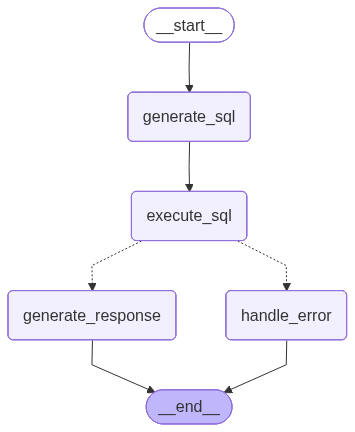 __start__
generate_sql
execute_sql
generate_response
handle_error
__end__